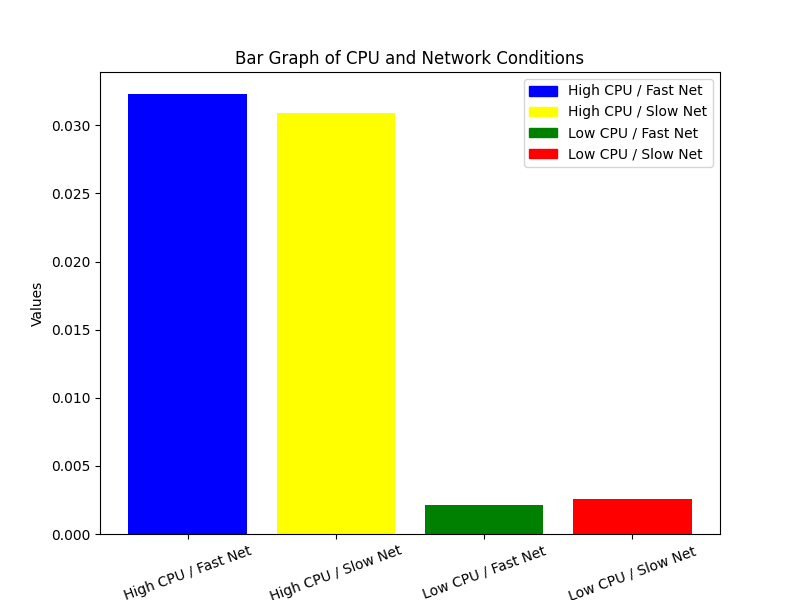 Bar Graph of CPU and Network Conditions
High CPU / Fast Net
High CPU / Slow Net
Low CPU / Fast Net
Low CPU / Slow Net
Values
0.030
0.025
0.020
0.015
0.010
0.005
0.000
High CPU / Fast Net
High CPU / Slow Net
Low CPU / Fast Net
Low CPU / Slow Net